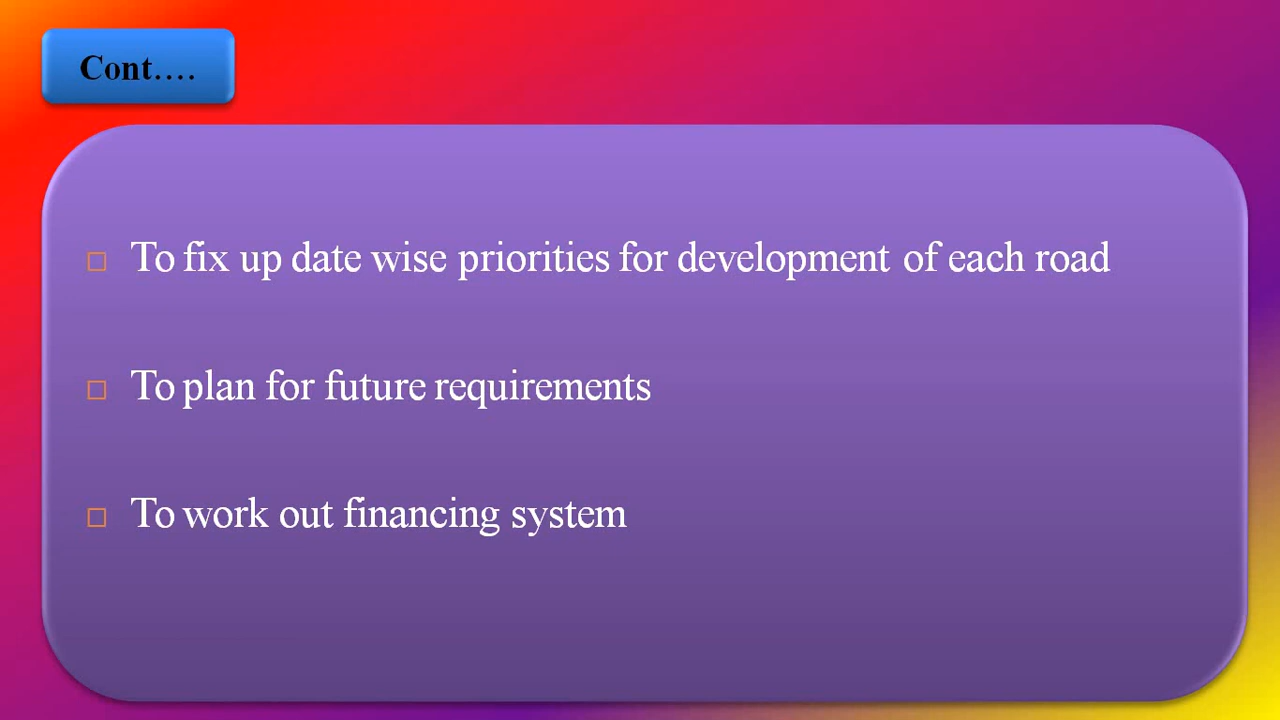 Cont....
To fix up date wise priorities for development of each road
To plan for future requirements
To work out financing system